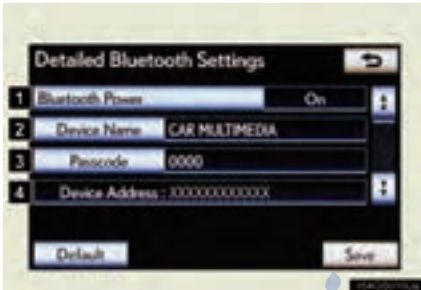 Detailed Bluetooth Settings
1 Bluetooth Power On
2 Device Name CAR MULTIMEDIA
3 Passcode 0000
4 Device Address : XXXXXXXXXXXX
Default Save